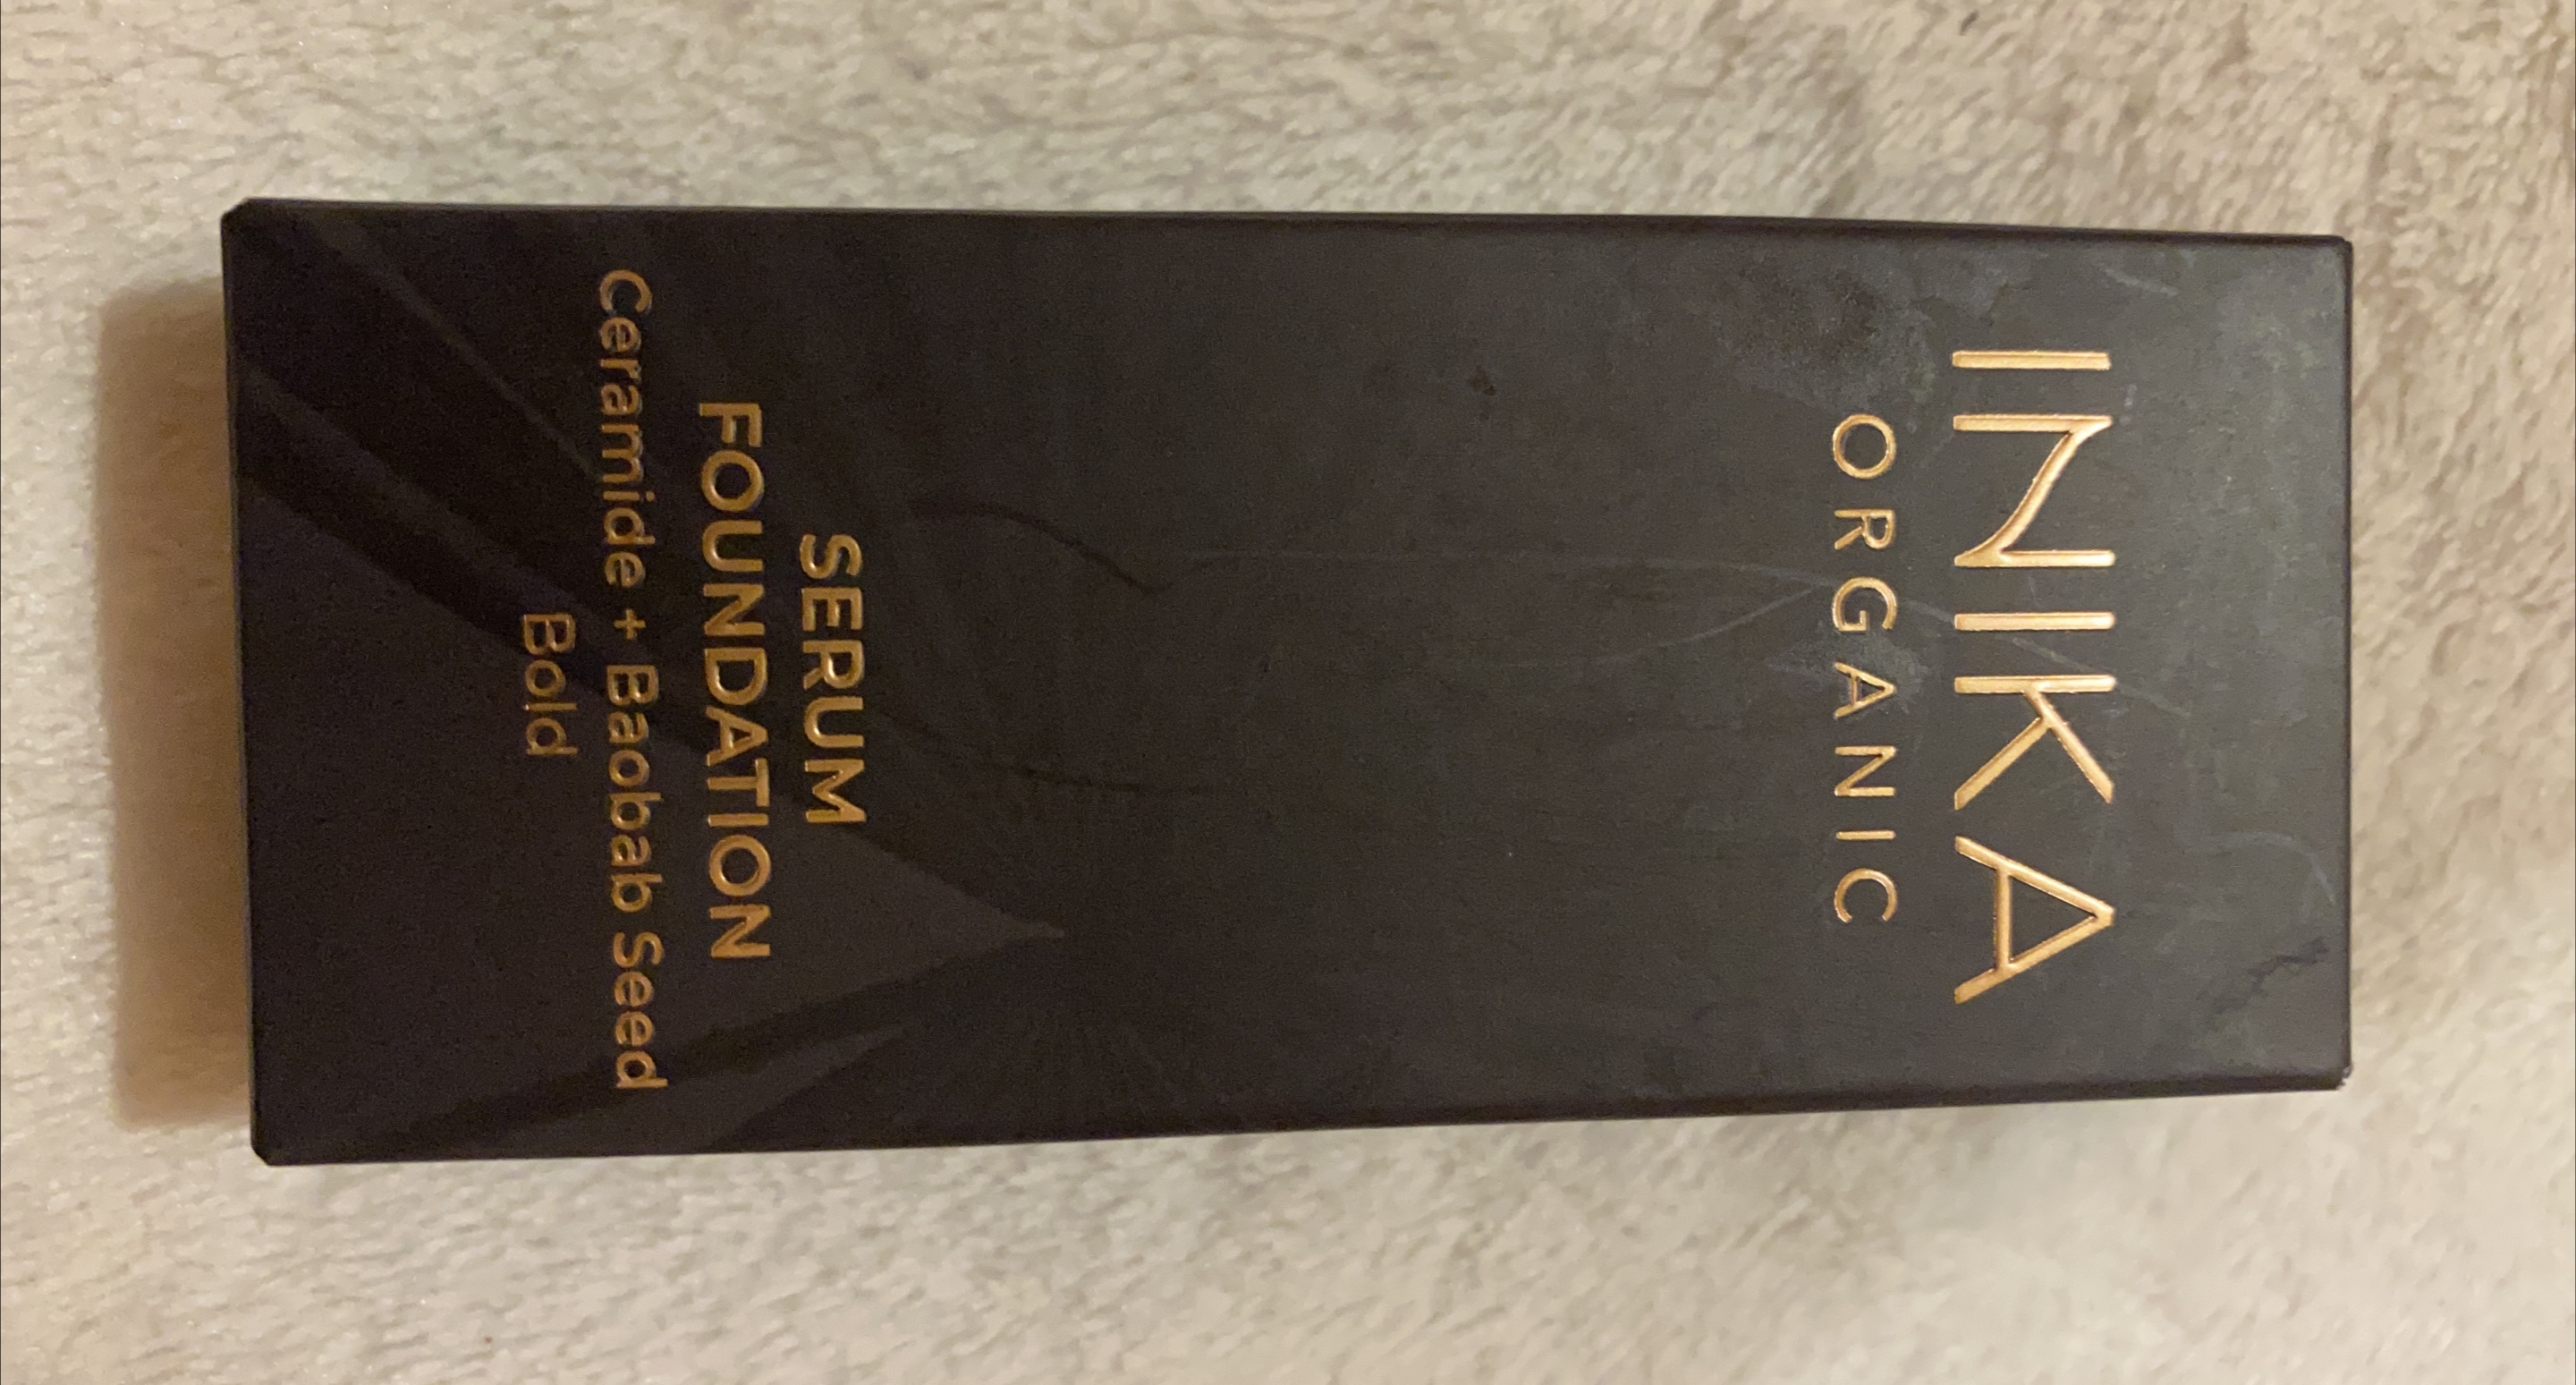 INIKA
ORGANIC
SERUM
FOUNDATION
Ceramide + Baobab Seed
Bold